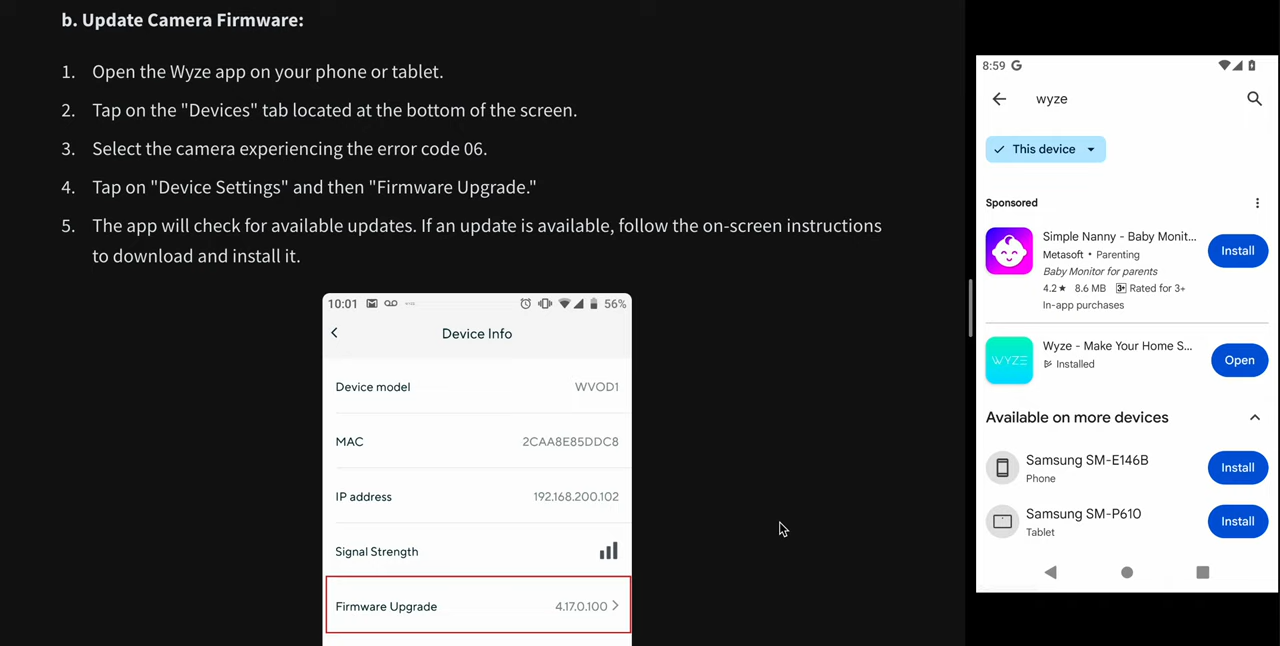 b. Update Camera Firmware:
1. Open the Wyze app on your phone or tablet.
2. Tap on the "Devices" tab located at the bottom of the screen.
3. Select the camera experiencing the error code 06.
4. Tap on "Device Settings" and then "Firmware Upgrade."
5. The app will check for available updates. If an update is available, follow the on-screen instructions
to download and install it.
10:01 56%
Device Info
Device model WVOD1
MAC 2CAA8E85DDC8
IP address 192.168.200.102
Signal Strength
Firmware Upgrade 4.17.0.100
8:59 G
wyze
This device
Sponsored
Simple Nanny - Baby Monit...
Metasoft • Parenting
Baby Monitor for parents
4.2★ 8.6 MB 3+ Rated for 3+
In-app purchases
Install
WYZE
Wyze - Make Your Home S...
Installed
Open
Available on more devices
Samsung SM-E146B
Phone
Install
Samsung SM-P610
Tablet
Install